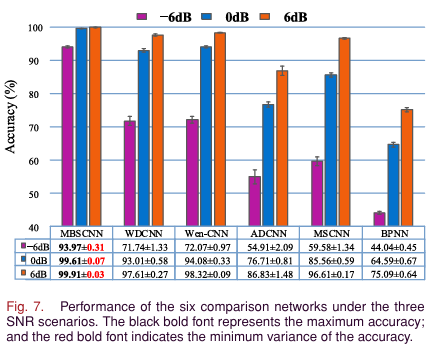 −6dB 0dB 6dB
100
90
80
70
60
50
40
Accuracy (%)
MBSCNN WDCNN Wen-CNN ADCNN MSCNN BPNN
−6dB 93.97±0.31 71.74±1.33 72.07±0.97 54.91±2.09 59.58±1.34 44.04±0.45
0dB 99.61±0.07 93.01±0.58 94.08±0.33 76.71±0.81 85.56±0.59 64.59±0.67
6dB 99.91±0.03 97.61±0.27 98.32±0.09 86.83±1.48 96.61±0.17 75.09±0.64
Fig. 7. Performance of the six comparison networks under the three
SNR scenarios. The black bold font represents the maximum accuracy;
and the red bold font indicates the minimum variance of the accuracy.